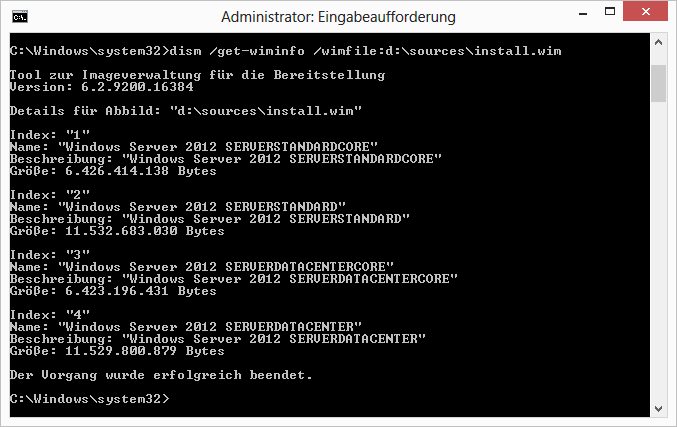 Administrator: Eingabeaufforderung
C:\Windows\system32>dism /get-wiminfo /wimfile:d:\sources\install.wim
Tool zur Imageverwaltung für die Bereitstellung
Version: 6.2.9200.16384
Details für Abbild: "d:\sources\install.wim"
Index: "1"
Name: "Windows Server 2012 SERVERSTANDARDCORE"
Beschreibung: "Windows Server 2012 SERVERSTANDARDCORE"
Größe: 6.426.414.138 Bytes
Index: "2"
Name: "Windows Server 2012 SERVERSTANDARD"
Beschreibung: "Windows Server 2012 SERVERSTANDARD"
Größe: 11.532.683.030 Bytes
Index: "3"
Name: "Windows Server 2012 SERVERDATACENTERCORE"
Beschreibung: "Windows Server 2012 SERVERDATACENTERCORE"
Größe: 6.423.196.431 Bytes
Index: "4"
Name: "Windows Server 2012 SERVERDATACENTER"
Beschreibung: "Windows Server 2012 SERVERDATACENTER"
Größe: 11.529.800.879 Bytes
Der Vorgang wurde erfolgreich beendet.
C:\Windows\system32>